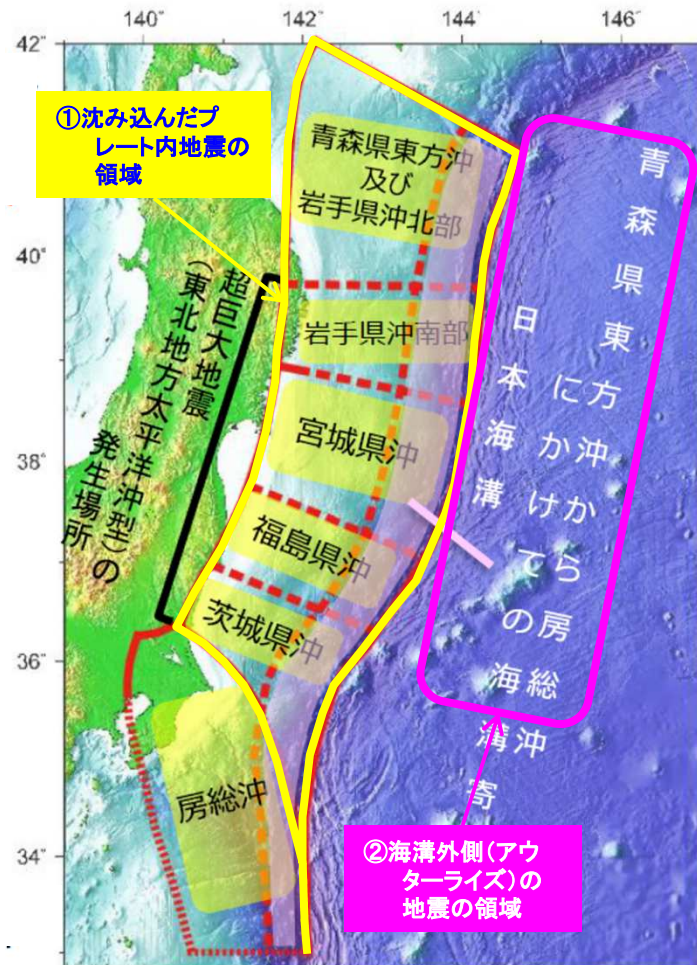 140°
142°
144°
146°
42°
40°
38°
36°
34°
①沈み込んだプ
レート内地震の
領域
青森県東方沖
及び
岩手県沖北部
岩手県沖南部
宮城県沖
福島県沖
茨城県沖
房総沖
超巨大地震
（東北地方太平洋沖型）の
発生場所
日本海溝
青森県東方沖から房総沖
にかけての海溝寄
②海溝外側（アウ
ターライズ）の
地震の領域